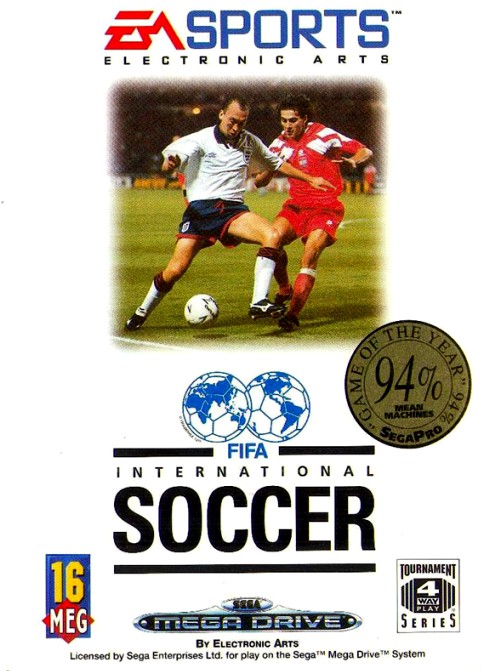 EA SPORTS™
ELECTRONIC ARTS
"GAME OF THE YEAR" 94%
94%
MEAN
MACHINES
SEGAPRO
FIFA
INTERNATIONAL
SOCCER
16
MEG
SEGA
MEGA DRIVE
TOURNAMENT
4
WAY
PLAY
SERIES
BY ELECTRONIC ARTS
Licensed by Sega Enterprises Ltd. for play on the Sega™ Mega Drive™ System